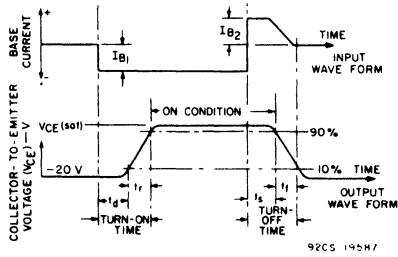 BASE
CURRENT
+
-
IB1
IB2
TIME
INPUT
WAVE FORM
COLLECTOR-TO-EMITTER
VOLTAGE (VCE)—V
ON CONDITION
VCE (sat)
90%
-20 V
10% TIME
tr
tf
OUTPUT
WAVE FORM
td
ts
TURN-ON
TIME
TURN-
OFF
TIME
92CS 19587